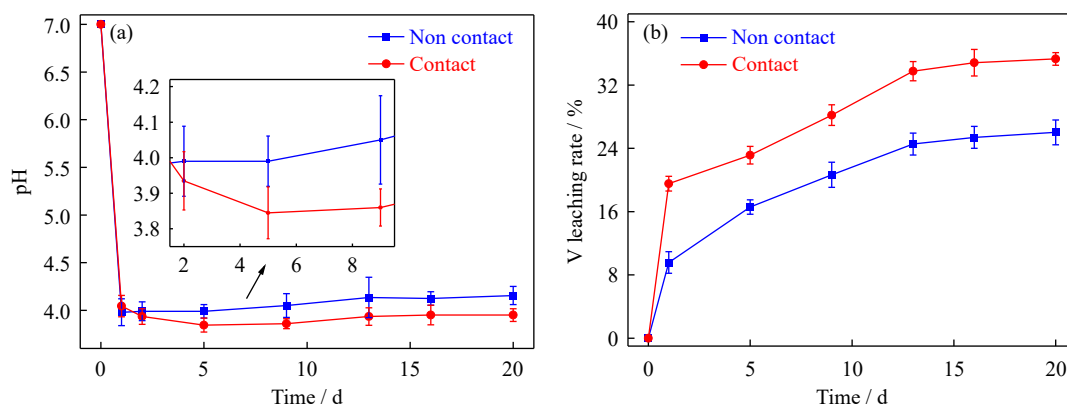 (a)
Non contact
Contact
7.0
6.5
6.0
5.5
5.0
4.5
4.0
pH
4.2
4.1
4.0
3.9
3.8
2 4 6 8
0 5 10 15 20
Time / d
(b)
Non contact
Contact
40
32
24
16
8
0
V leaching rate / %
0 5 10 15 20
Time / d